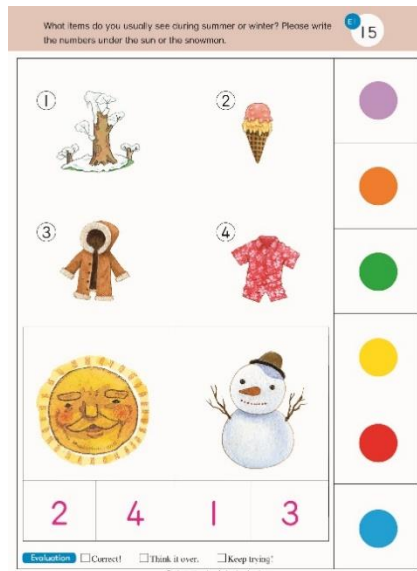 What items do you usually see during summer or winter? Please write
the numbers under the sun or the snowman.
E1
15
1
2
3
4
2 4 1 3
Evaluation Correct! Think it over. Keep trying!